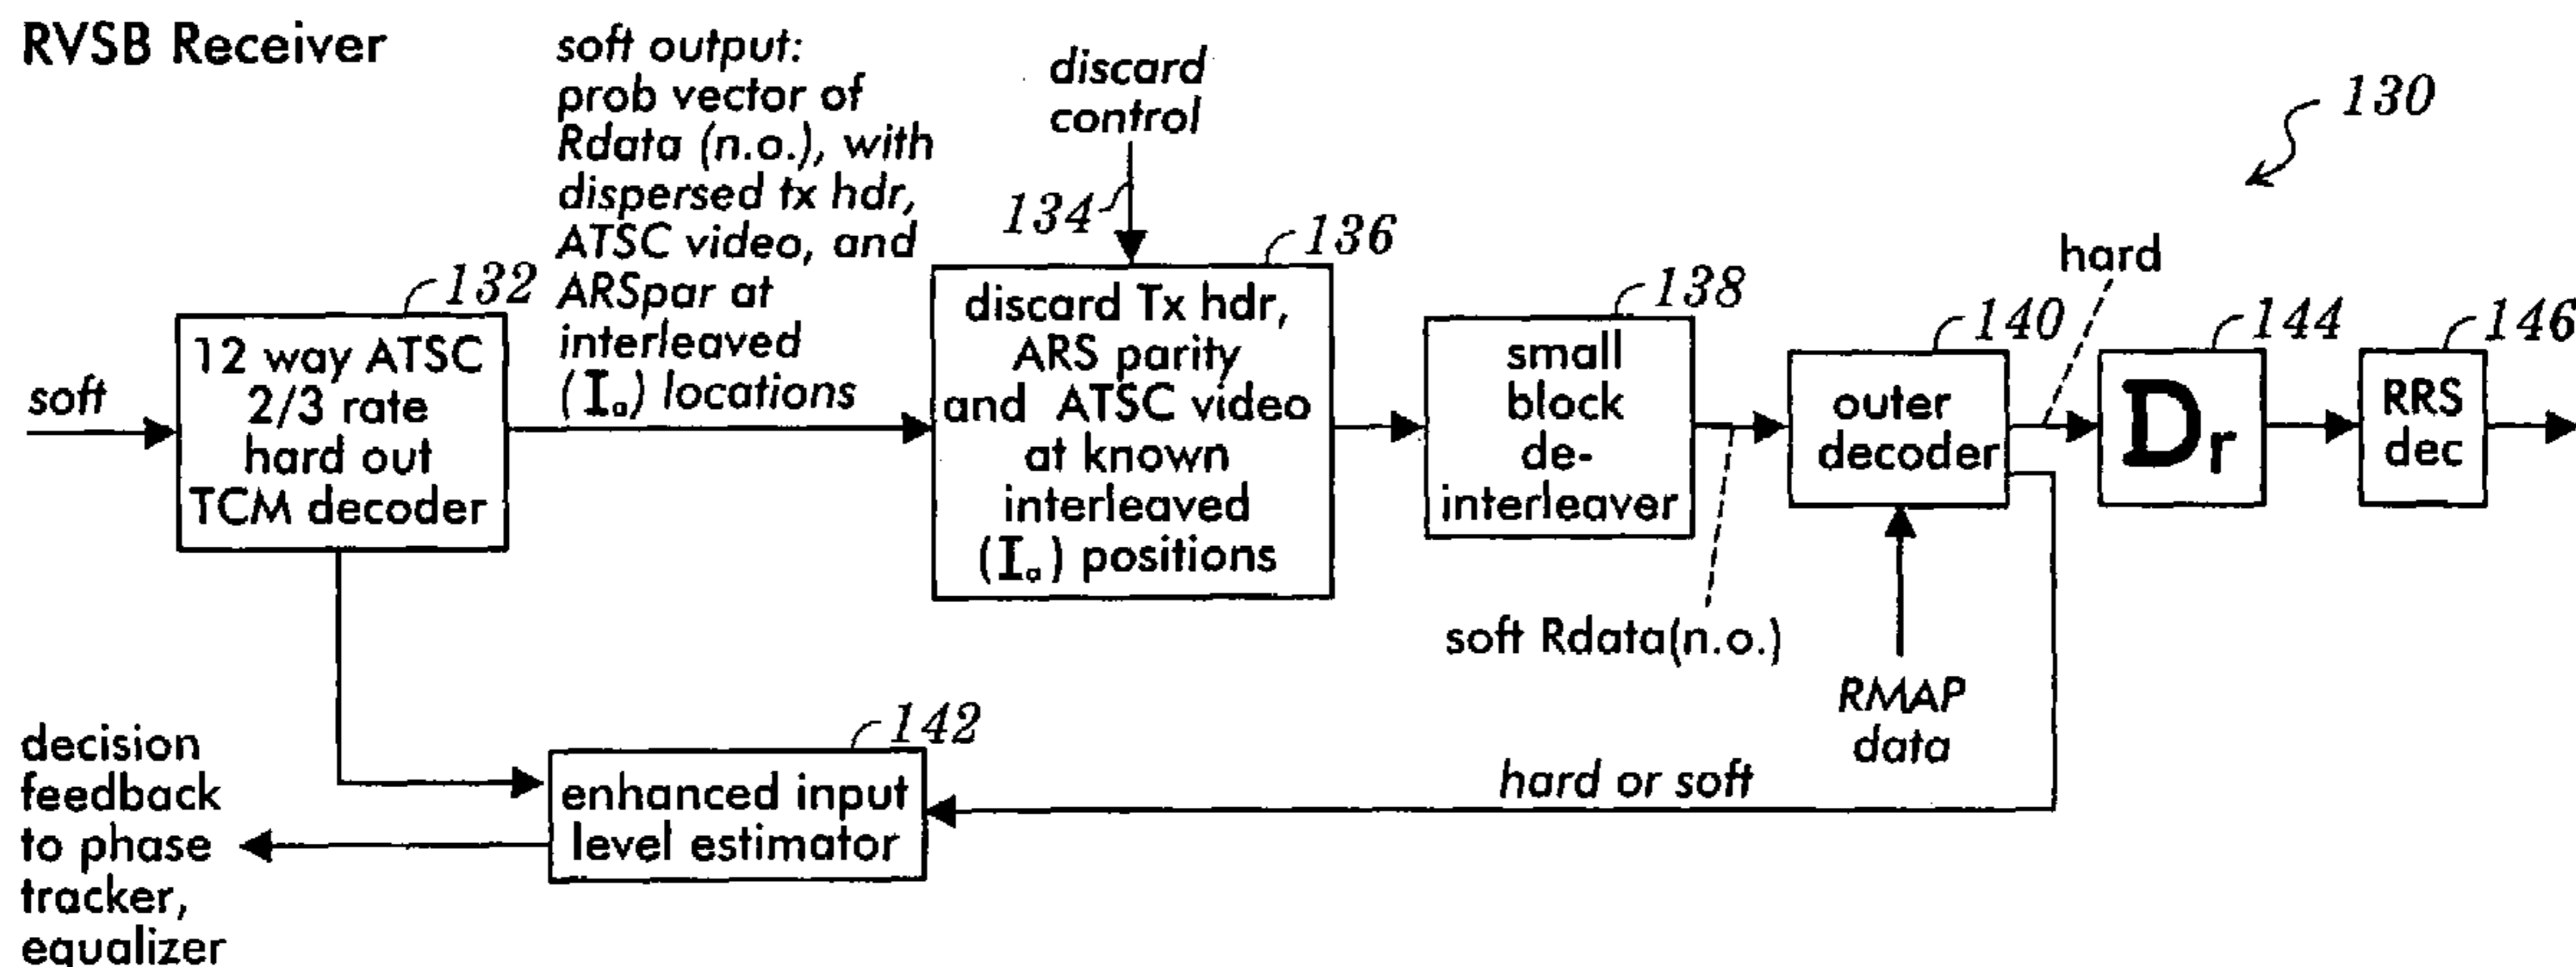 RVSB Receiver
soft output:
prob vector of
Rdata (n.o.), with
dispersed tx hdr,
ATSC video, and
ARSpar at
interleaved
(Iₐ) locations
discard
control
134
130
soft
132
12 way ATSC
2/3 rate
hard out
TCM decoder
136
discard Tx hdr,
ARS parity
and ATSC video
at known
interleaved
(Iₐ) positions
138
small
block
de-
interleaver
soft Rdata(n.o.)
140
outer
decoder
RMAP
data
hard
144
Dr
146
RRS
dec
hard or soft
142
enhanced input
level estimator
decision
feedback
to phase
tracker,
equalizer